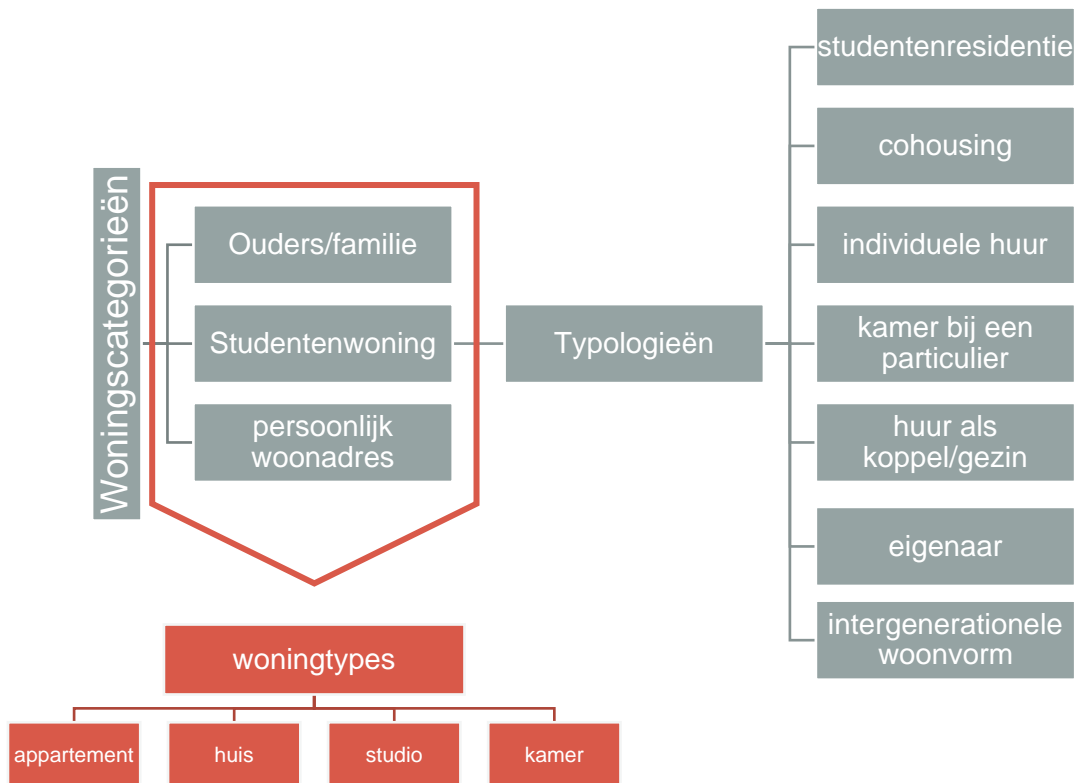 Woningscategorieën
Ouders/familie
Studentenwoning
persoonlijk
woonadres
Typologieën
studentenresidentie
cohousing
individuele huur
kamer bij een
particulier
huur als
koppel/gezin
eigenaar
intergenerationele
woonvorm
woningtypes
appartement
huis
studio
kamer